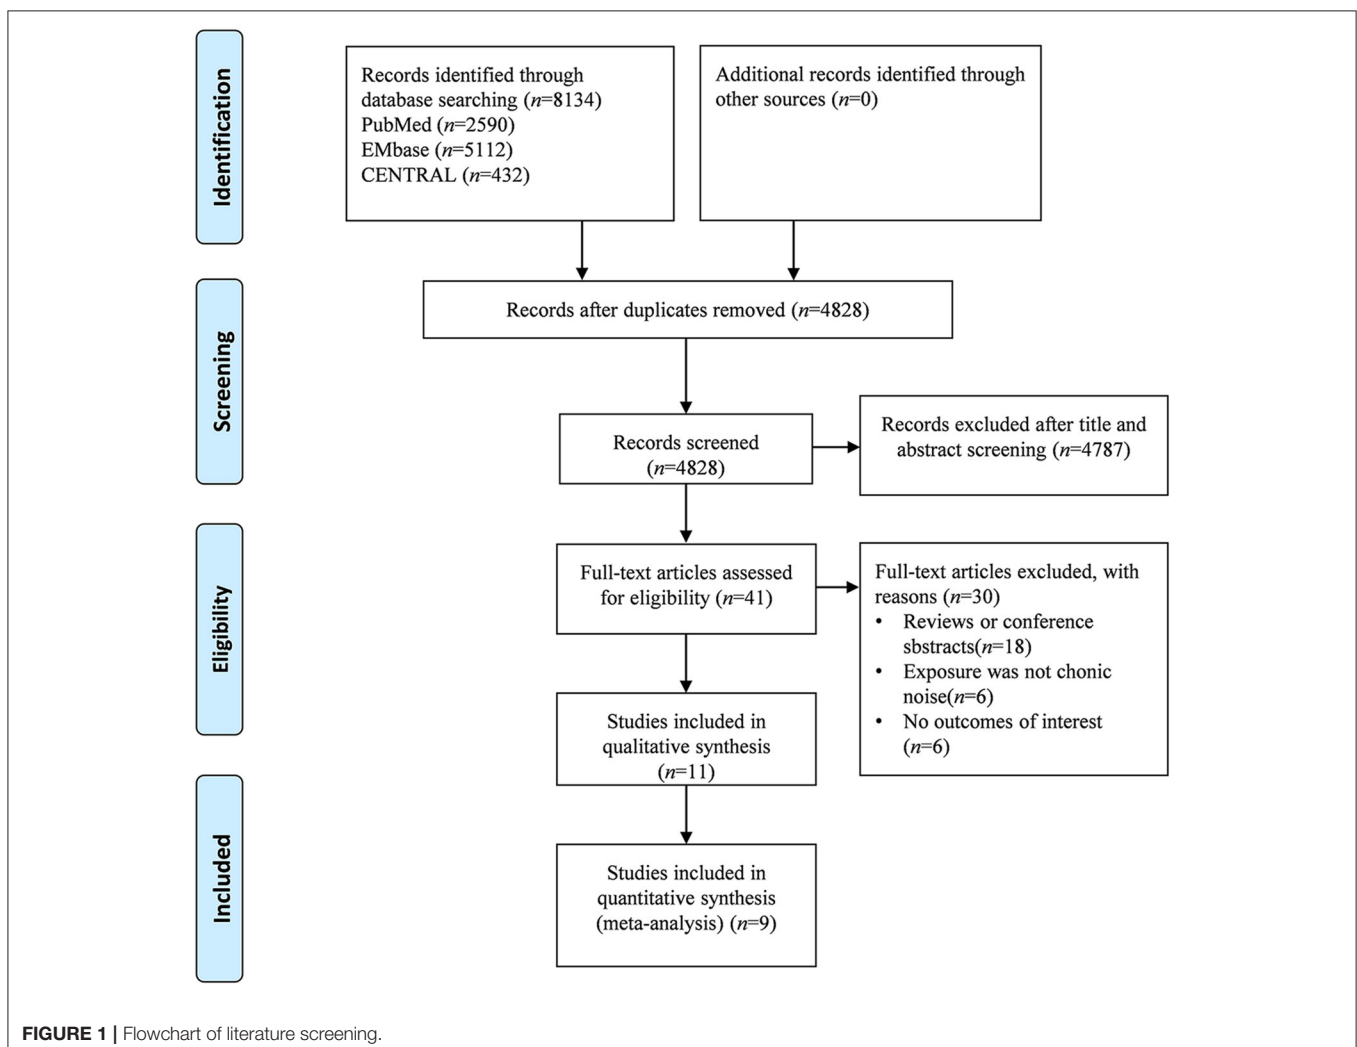 Identification
Records identified through
database searching (n=8134)
PubMed (n=2590)
EMbase (n=5112)
CENTRAL (n=432)
Additional records identified through
other sources (n=0)
Screening
Records after duplicates removed (n=4828)
Records screened
(n=4828)
Records excluded after title and
abstract screening (n=4787)
Eligibility
Full-text articles assessed
for eligibility (n=41)
Full-text articles excluded, with
reasons (n=30)
• Reviews or conference
sbstracts(n=18)
• Exposure was not chonic
noise(n=6)
• No outcomes of interest
(n=6)
Studies included in
qualitative synthesis
(n=11)
Included
Studies included in
quantitative synthesis
(meta-analysis) (n=9)
FIGURE 1 | Flowchart of literature screening.